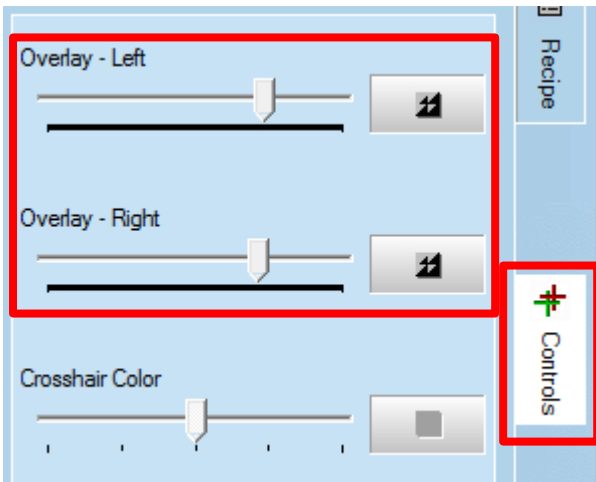 Overlay - Left
Recipe
Overlay - Right
Controls
Crosshair Color